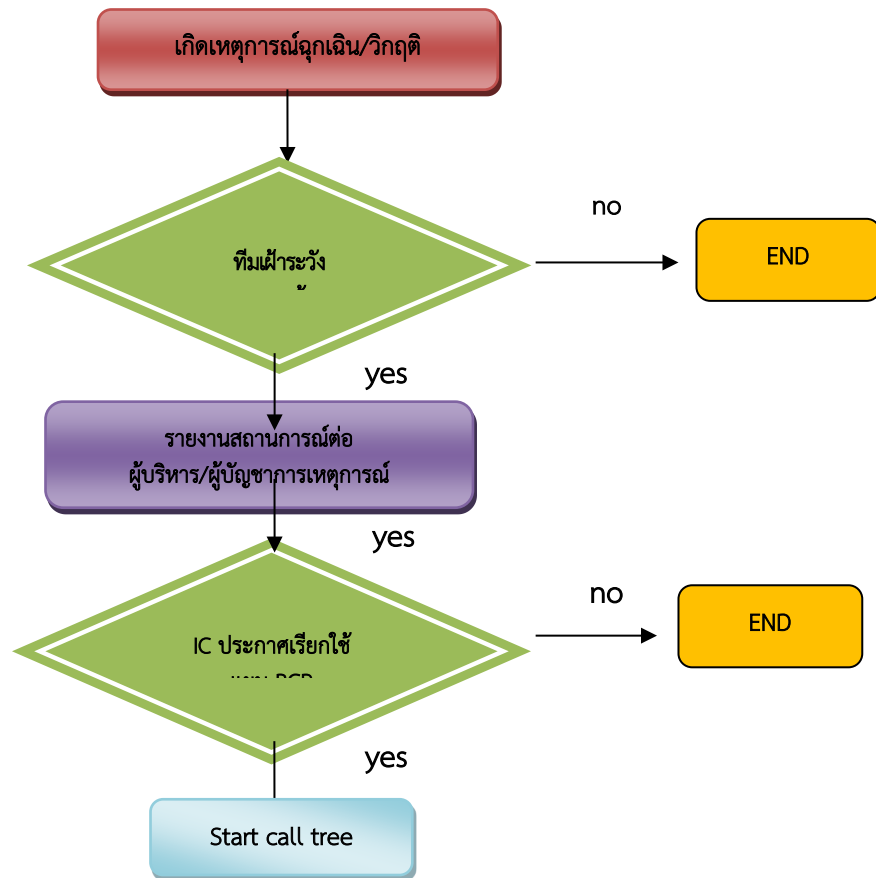 เกิดเหตุการณ์ฉุกเฉิน/วิกฤติ
no
ทีมเฝ้าระวัง
END
yes
รายงานสถานการณ์ต่อ
ผู้บริหาร/ผู้บัญชาการเหตุการณ์
yes
no
IC ประกาศเรียกใช้
END
yes
Start call tree